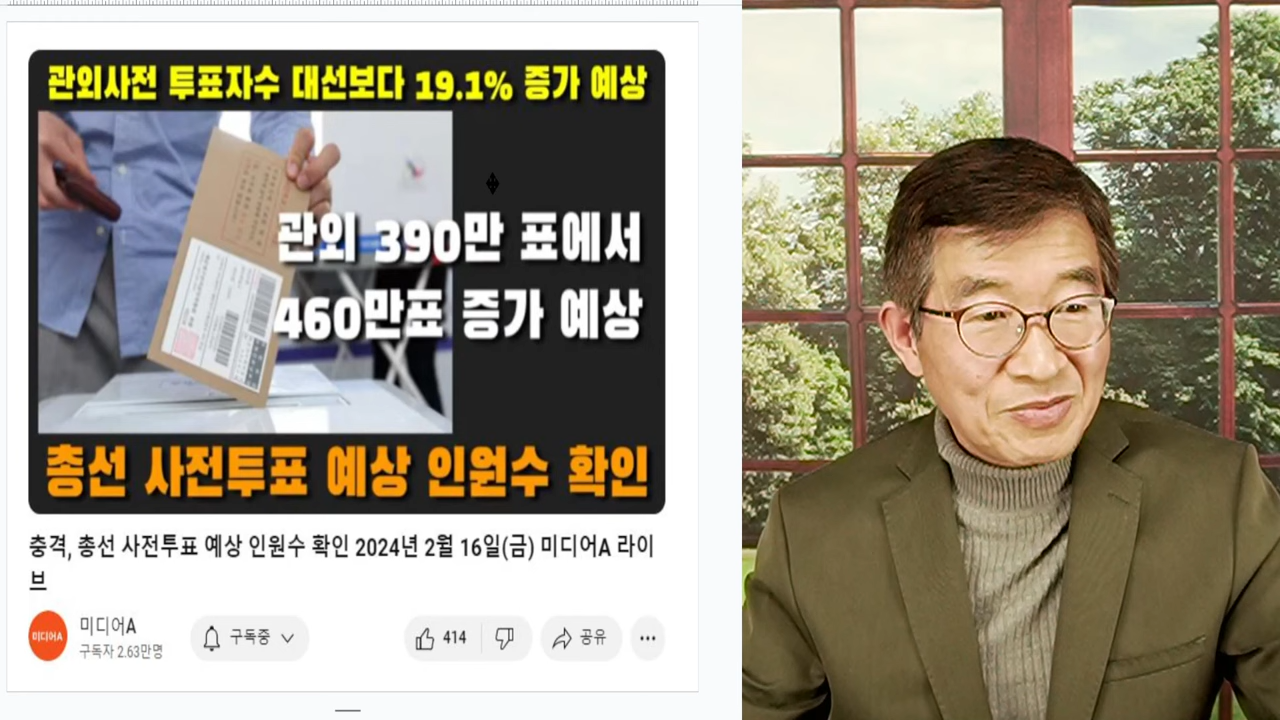 관외사전 투표자수 대선보다 19.1% 증가 예상
관외 390만 표에서
460만표 증가 예상
총선 사전투표 예상 인원수 확인
충격, 총선 사전투표 예상 인원수 확인 2024년 2월 16일(금) 미디어A 라이
브
미디어A
미디어A
구독자 2.63만명
구독중
414
공유